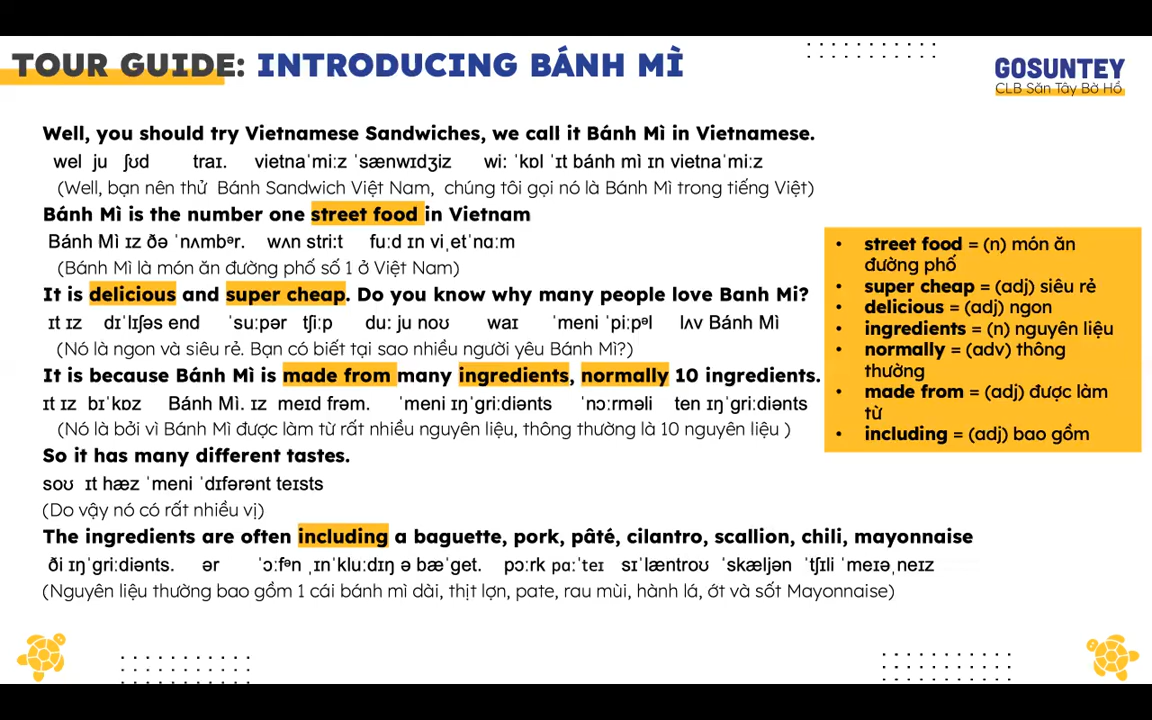 TOUR GUIDE: INTRODUCING BÁNH MÌ
GOSUNTEY
CLB Săn Tây Bờ Hồ
Well, you should try Vietnamese Sandwiches, we call it Bánh Mì in Vietnamese.
wel ju ʃʊd traɪ. vietnaˈmiːz ˈsænwɪdʒiz wiː ˈkɒl ˈɪt bánh mì ɪn vietnaˈmiːz
(Well, bạn nên thử Bánh Sandwich Việt Nam, chúng tôi gọi nó là Bánh Mì trong tiếng Việt)
Bánh Mì is the number one street food in Vietnam
Bánh Mì ɪz ðə ˈnʌmbᵊr. wʌn striːt fuːd ɪn viˌetˈnɑːm
(Bánh Mì là món ăn đường phố số 1 ở Việt Nam)
It is delicious and super cheap. Do you know why many people love Banh Mi?
ɪt ɪz dɪˈlɪʃəs end ˈsuːpər tʃiːp duː ju noʊ waɪ ˈmeni ˈpiːpᵊl lʌv Bánh Mì
(Nó là ngon và siêu rẻ. Bạn có biết tại sao nhiều người yêu Bánh Mì?)
It is because Bánh Mì is made from many ingredients, normally 10 ingredients.
ɪt ɪz bɪˈkɒz Bánh Mì. ɪz meɪd frəm. ˈmeni ɪŋˈgriːdiənts ˈnɔːrməli ten ɪŋˈgriːdiənts
(Nó là bởi vì Bánh Mì được làm từ rất nhiều nguyên liệu, thông thường là 10 nguyên liệu )
So it has many different tastes.
soʊ ɪt hæz ˈmeni ˈdɪfərənt teɪsts
(Do vậy nó có rất nhiều vị)
The ingredients are often including a baguette, pork, pâté, cilantro, scallion, chili, mayonnaise
ði ɪŋˈgriːdiənts. ər ˈɔːfᵊn ˌɪnˈkluːdɪŋ ə bæˈget. pɔːrk pɑːˈteɪ sɪˈlæntroʊ ˈskæljən ˈtʃɪli ˈmeɪəˌneɪz
(Nguyên liệu thường bao gồm 1 cái bánh mì dài, thịt lợn, pate, rau mùi, hành lá, ớt và sốt Mayonnaise)
• street food = (n) món ăn
đường phố
• super cheap = (adj) siêu rẻ
• delicious = (adj) ngon
• ingredients = (n) nguyên liệu
• normally = (adv) thông
thường
• made from = (adj) được làm
từ
• including = (adj) bao gồm